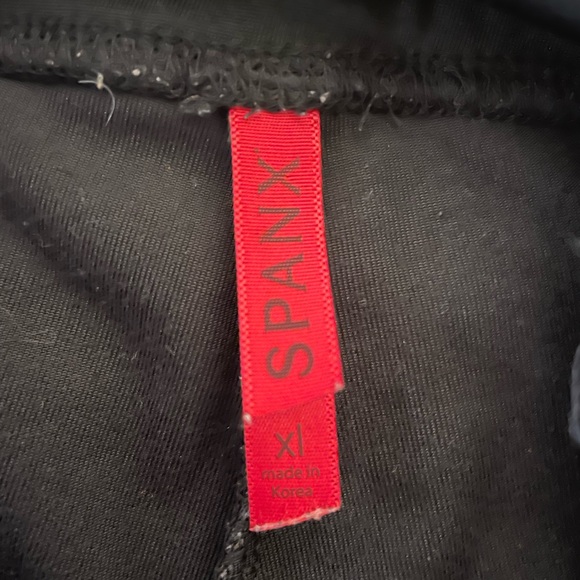 SPANX
xl
made in
Korea